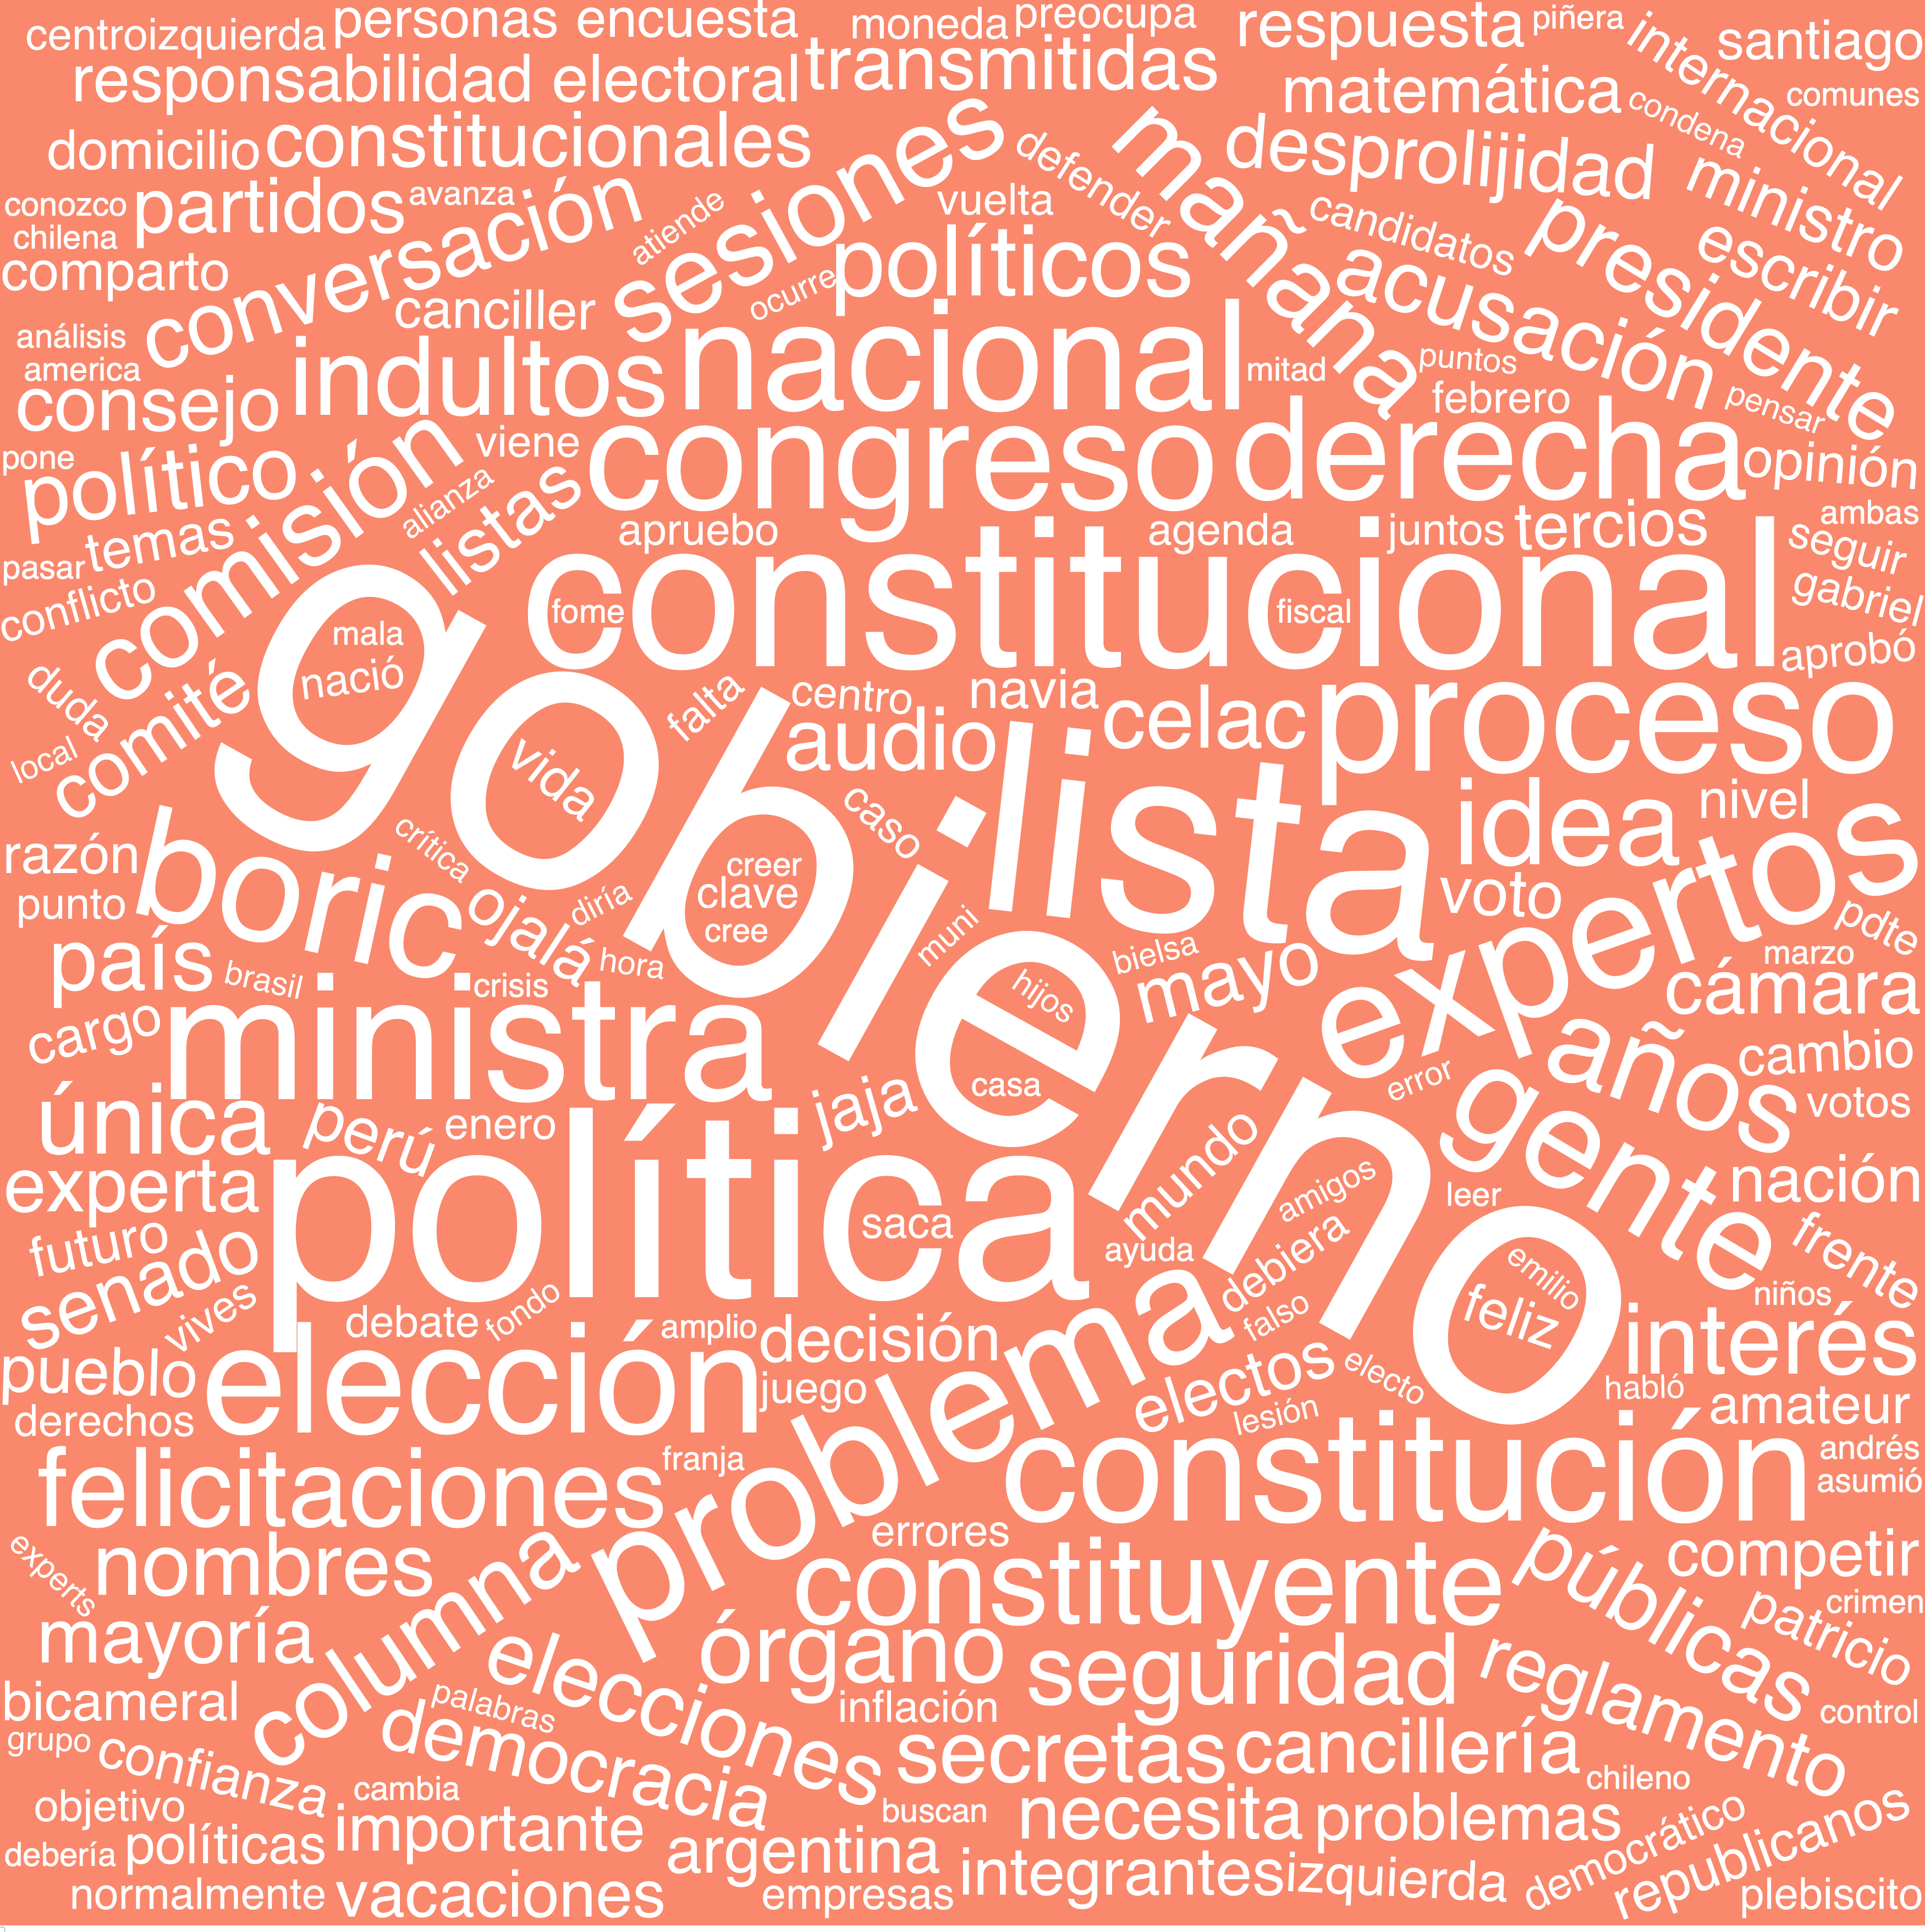 centroizquierda
personas
encuesta
moneda
preocupa
respuesta
piñera
internacional
santiago
responsabilidad
electoral
transmitidas
matemática
condena
comunes
domicilio
constitucionales
sesiones
defender
mañana
desprolijidad
ministro
conozco
partidos
avanza
conversación
atiende
vuelta
candidatos
presidente
escribir
chilena
comparto
canciller
ocurre
políticos
acusación
análisis
america
indultos
nacional
mitad
puntos
consejo
febrero
pensar
pone
político
comisión
viene
congreso
derecha
opinión
alianza
listas
temas
apruebo
agenda
juntos
tercios
ambas
seguir
pasar
conflicto
constitucional
fome
fiscal
gabriel
aprobó
mala
nació
duda
comité
local
gobierno
vida
falta
centro
navia
audio
celac
proceso
lista
caso
idea
nivel
razón
boric
crítica
creer
clave
cree
expertos
voto
punto
ojalá
diría
muni
pdte
país
brasil
hora
crisis
bielsa
mayo
marzo
cámara
hijos
cargo
ministra
casa
error
años
cambio
única
perú
enero
jaja
gente
votos
experta
política
saca
mundo
amigos
leer
nación
futuro
senado
vives
ayuda
debiera
emilio
feliz
frente
niños
debate
fondo
amplio
decisión
problema
falso
interés
pueblo
elección
juego
electos
electo
habló
derechos
lesión
amateur
felicitaciones
franja
constitución
andrés
asumió
experts
nombres
columna
errores
constituyente
públicas
competir
crimen
mayoría
elecciones
órgano
seguridad
reglamento
patricio
bicameral
palabras
inflación
control
grupo
confianza
democracia
secretas
cancillería
chileno
objetivo
cambia
buscan
necesita
problemas
democrático
debería
políticas
importante
argentina
integrantes
izquierda
republicanos
normalmente
vacaciones
empresas
plebiscito